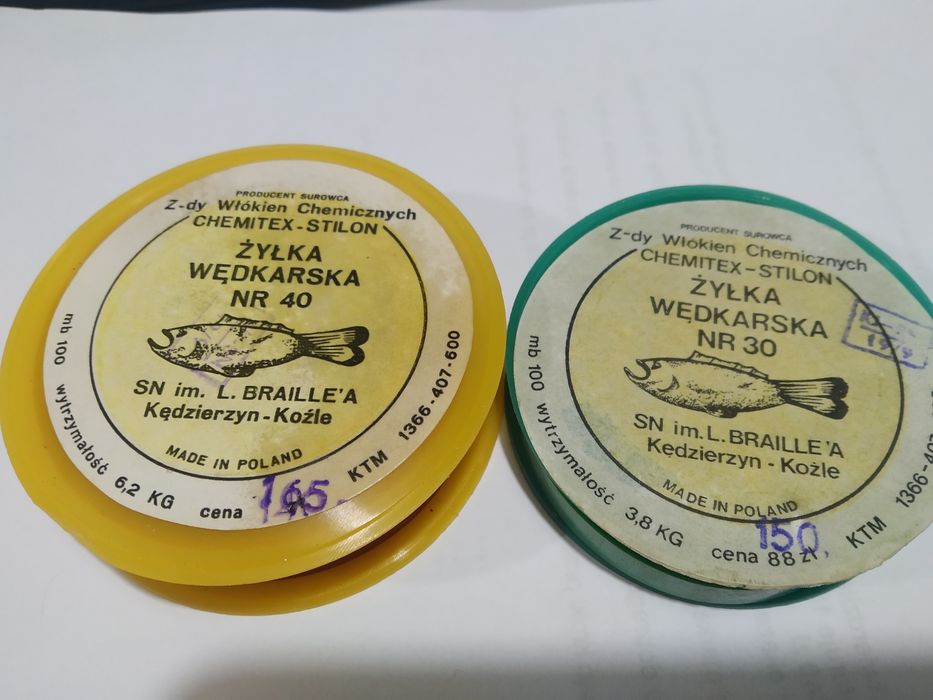 PRODUCENT SUROWCA
Z-dy Włókien Chemicznych
CHEMITEX-STILON
ŻYŁKA
WĘDKARSKA
NR 40
SN im. L. BRAILLE'A
Kędzierzyn-Koźle
MADE IN POLAND
mb 100 wytrzymałość 6,2 KG cena 165,- KTM 1366-407-600
PRODUCENT SUROWCA
Z-dy Włókien Chemicznych
CHEMITEX-STILON
ŻYŁKA
WĘDKARSKA
NR 30
SN im. L. BRAILLE'A
Kędzierzyn - Koźle
MADE IN POLAND
mb 100 wytrzymałość 3,8 KG cena 88 zł KTM 1366-407
150,